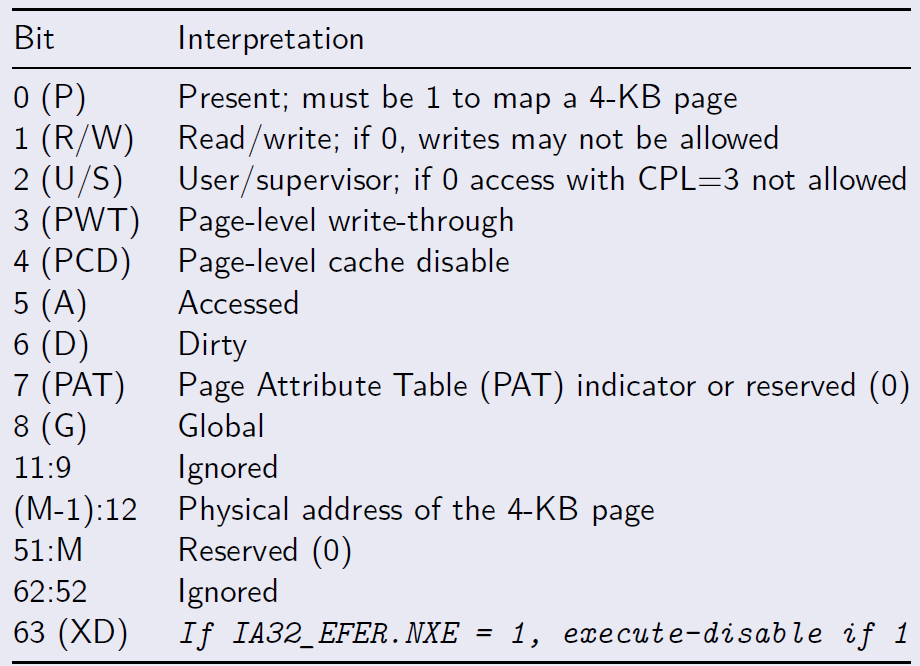 Bit Interpretation
0 (P) Present; must be 1 to map a 4-KB page
1 (R/W) Read/write; if 0, writes may not be allowed
2 (U/S) User/supervisor; if 0 access with CPL=3 not allowed
3 (PWT) Page-level write-through
4 (PCD) Page-level cache disable
5 (A) Accessed
6 (D) Dirty
7 (PAT) Page Attribute Table (PAT) indicator or reserved (0)
8 (G) Global
11:9 Ignored
(M-1):12 Physical address of the 4-KB page
51:M Reserved (0)
62:52 Ignored
63 (XD) If IA32_EFER.NXE = 1, execute-disable if 1